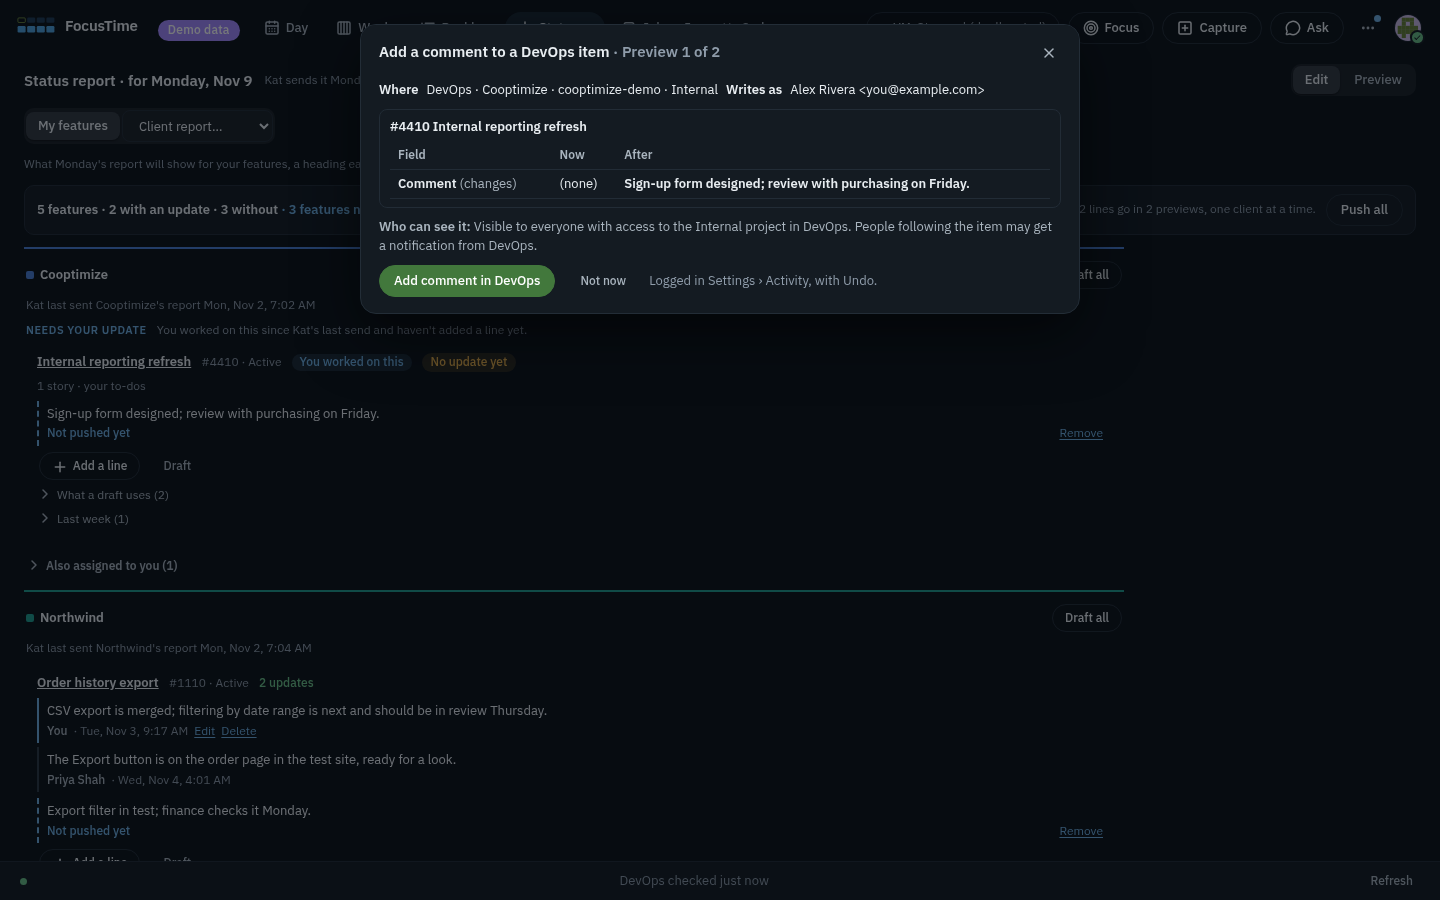 FocusTime
Demo data
Day
Focus
Capture
Ask
Add a comment to a DevOps item · Preview 1 of 2
Status report · for Monday, Nov 9
Kat sends it Mond
Edit
Preview
Where DevOps · Cooptimize · cooptimize-demo · Internal Writes as Alex Rivera <you@example.com>
My features
Client report...
#4410 Internal reporting refresh
Field Now After
Comment (changes) (none) Sign-up form designed; review with purchasing on Friday.
What Monday's report will show for your features, a heading ea
5 features · 2 with an update · 3 without · 3 features n
2 lines go in 2 previews, one client at a time.
Push all
Who can see it: Visible to everyone with access to the Internal project in DevOps. People following the item may get
a notification from DevOps.
Add comment in DevOps
Not now
Logged in Settings › Activity, with Undo.
Cooptimize
aft all
Kat last sent Cooptimize's report Mon, Nov 2, 7:02 AM
NEEDS YOUR UPDATE You worked on this since Kat's last send and haven't added a line yet.
Internal reporting refresh #4410 · Active You worked on this No update yet
1 story · your to-dos
Sign-up form designed; review with purchasing on Friday.
Not pushed yet
Remove
Add a line
Draft
What a draft uses (2)
Last week (1)
Also assigned to you (1)
Northwind
Draft all
Kat last sent Northwind's report Mon, Nov 2, 7:04 AM
Order history export #1110 · Active 2 updates
CSV export is merged; filtering by date range is next and should be in review Thursday.
You · Tue, Nov 3, 9:17 AM Edit Delete
The Export button is on the order page in the test site, ready for a look.
Priya Shah · Wed, Nov 4, 4:01 AM
Export filter in test; finance checks it Monday.
Not pushed yet
Remove
Add a line
Draft
DevOps checked just now
Refresh